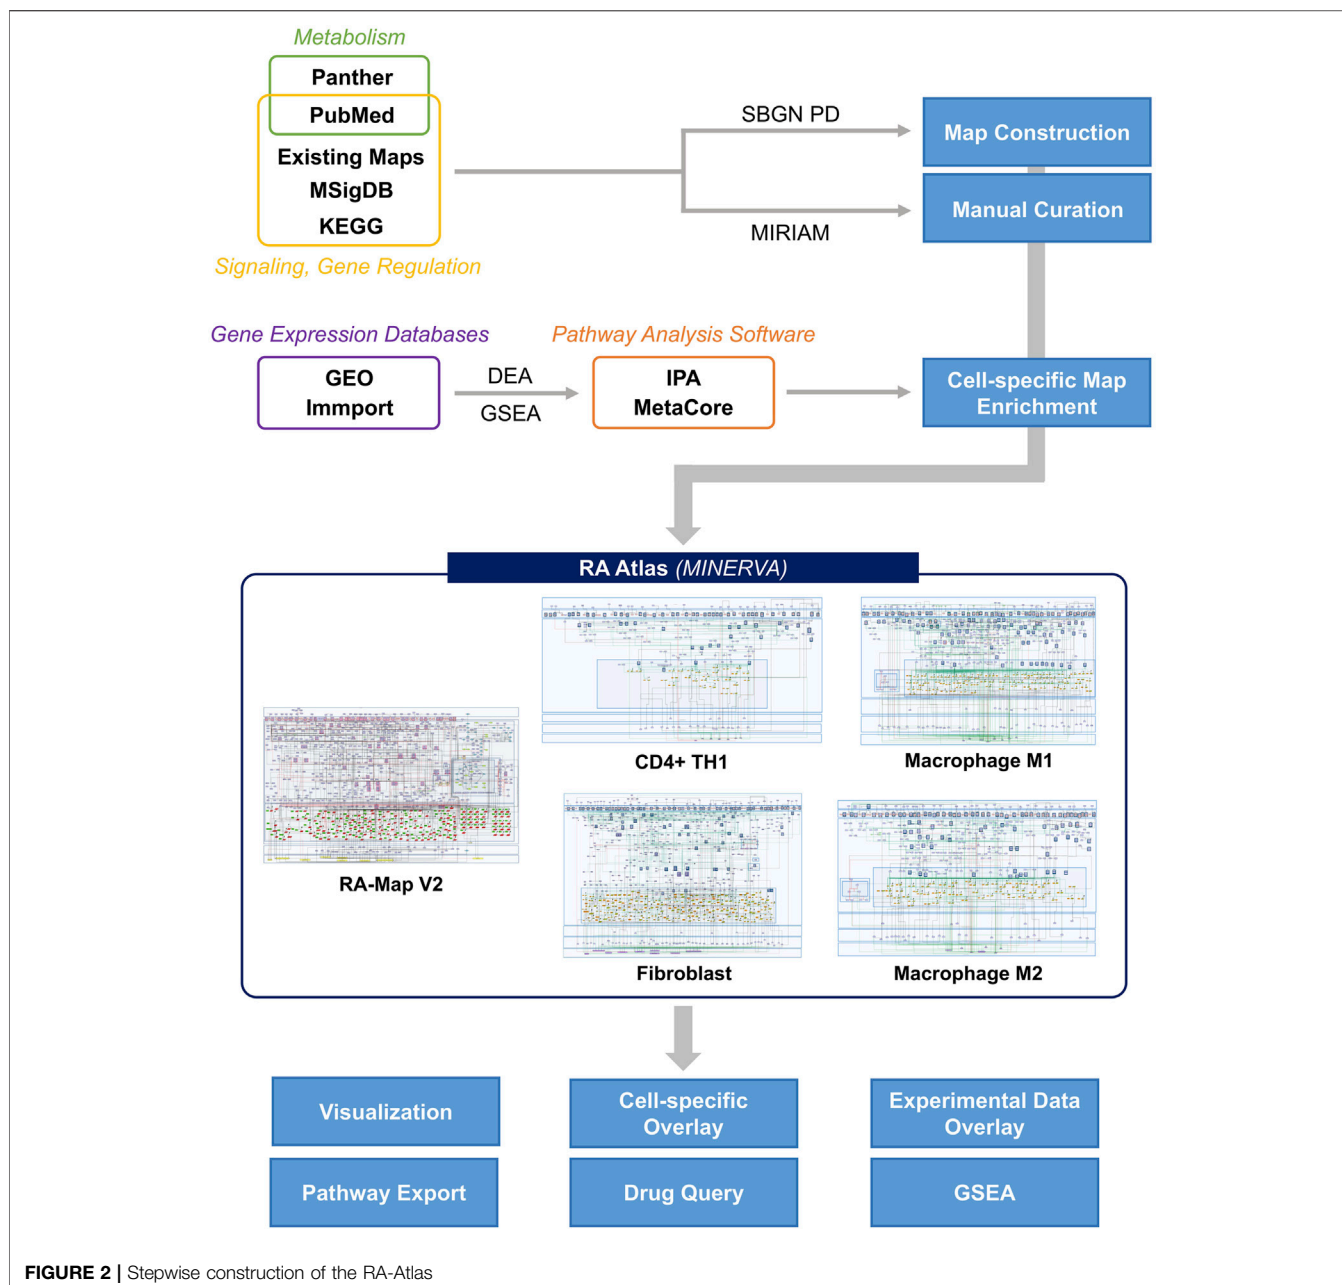 Metabolism
Panther
PubMed
Existing Maps
MSigDB
KEGG
Signaling, Gene Regulation
SBGN PD
MIRIAM
Map Construction
Manual Curation
Gene Expression Databases
GEO
Immport
DEA
GSEA
Pathway Analysis Software
IPA
MetaCore
Cell-specific Map
Enrichment
RA Atlas (MINERVA)
RA-Map V2
CD4+ TH1
Macrophage M1
Fibroblast
Macrophage M2
Visualization
Cell-specific
Overlay
Experimental Data
Overlay
Pathway Export
Drug Query
GSEA
FIGURE 2 | Stepwise construction of the RA-Atlas